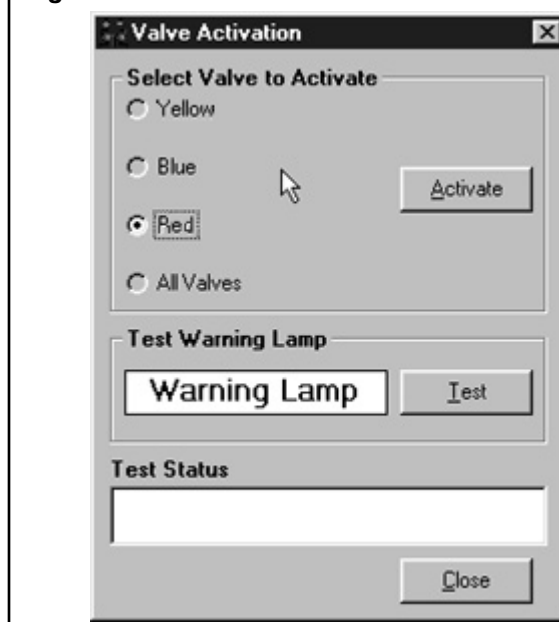 Valve Activation
Select Valve to Activate
Yellow
Blue
Activate
Red
All Valves
Test Warning Lamp
Warning Lamp
Test
Test Status
Close